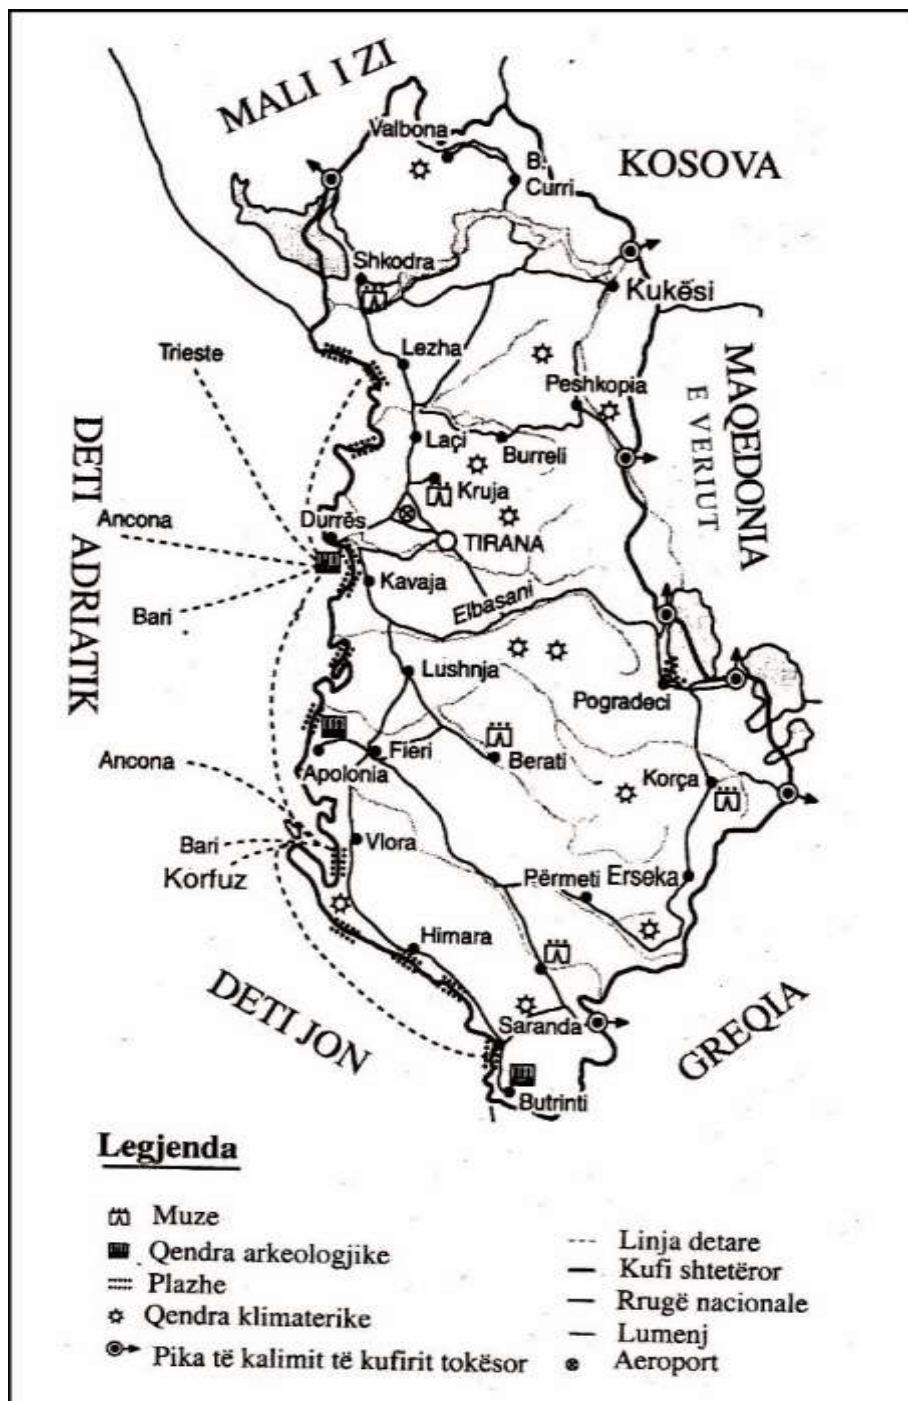 MALI I ZI
KOSOVA
Valbona
B.
Curri
Shkodra
Kukësi
Trieste
Lezha
Peshkopia
MAQEDONIA
E VERIUT
DETI ADRIATIK
Laçi
Burreli
Kruja
Ancona
Durrës
TIRANA
Bari
Kavaja
Elbasani
Lushnja
Pogradeci
Ancona
Fieri
Berati
Apolonia
Korça
Bari
Vlora
Korfuz
Përmeti
Erseka
Himara
DETI JON
GREQIA
Saranda
Butrinti
Legjenda
Muze
Qendra arkeologjike
Plazhe
Qendra klimaterike
Pika të kalimit të kufirit tokësor
Linja detare
Kufi shtetëror
Rrugë nacionale
Lumenj
Aeroport